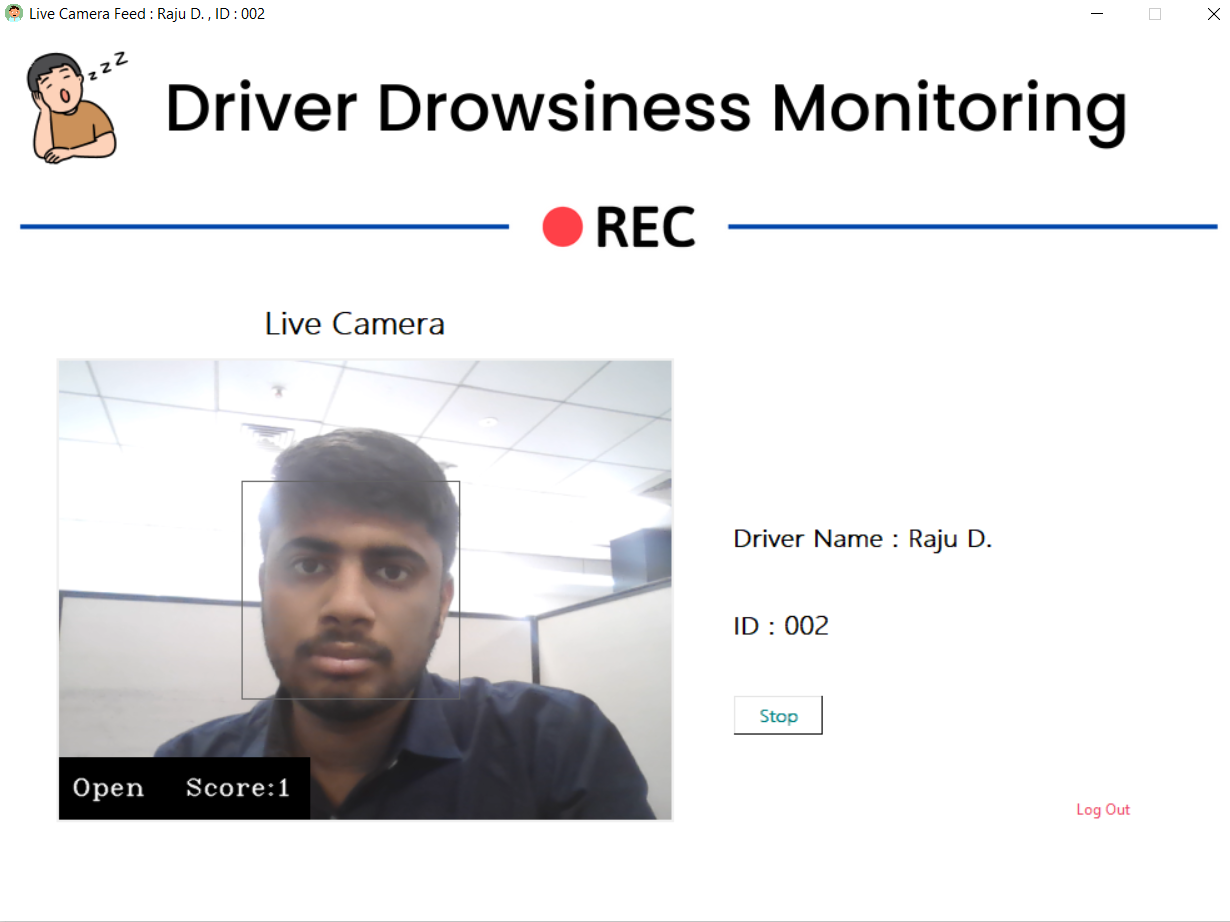 Live Camera Feed : Raju D. , ID : 002
z z Z
Driver Drowsiness Monitoring
REC
Live Camera
Driver Name : Raju D.
ID : 002
Stop
Open Score:1
Log Out